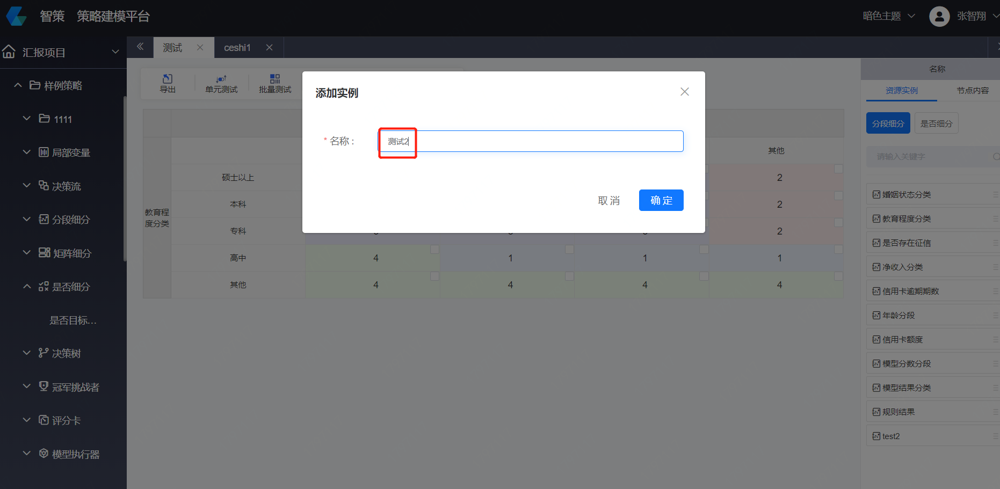 智策 策略建模平台
暗色主题
张智翔
汇报项目
样例策略
1111
局部变量
决策流
分段细分
矩阵细分
是否细分
是否目标...
决策树
冠军挑战者
评分卡
模型执行器
测试
ceshi1
导出
单元测试
批量测试
添加实例
* 名称：
测试2
取 消
确 定
其他
教育程
度分类
硕士以上
2
本科
2
专科
2
高中
4
1
1
1
其他
4
4
4
4
名称
资源实例
节点内容
分段细分
是否细分
请输入关键字
婚姻状态分类
教育程度分类
是否存在征信
净收入分类
信用卡逾期期数
年龄分段
信用卡额度
模型分数分段
模型结果分类
规则结果
test2